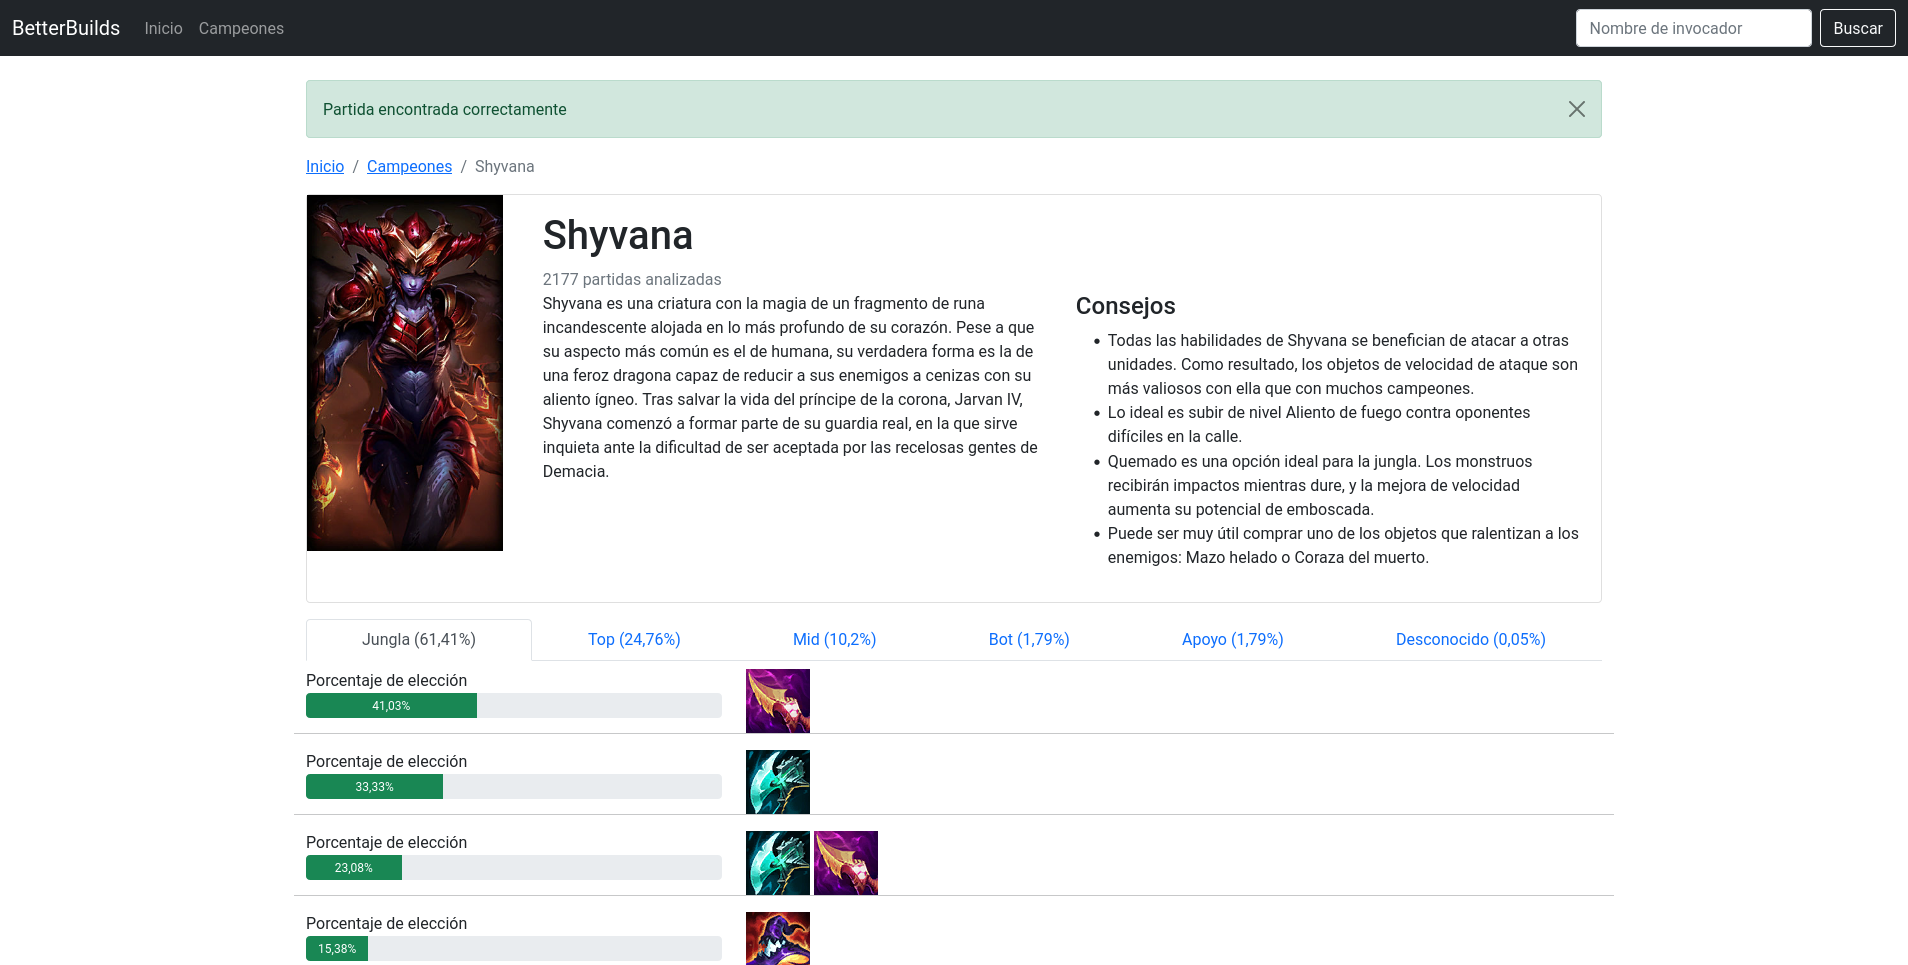 BetterBuilds Inicio Campeones Nombre de invocador Buscar
Partida encontrada correctamente
Inicio / Campeones / Shyvana
Shyvana
2177 partidas analizadas
Shyvana es una criatura con la magia de un fragmento de runa
incandescente alojada en lo más profundo de su corazón. Pese a que
su aspecto más común es el de humana, su verdadera forma es la de
una feroz dragona capaz de reducir a sus enemigos a cenizas con su
aliento ígneo. Tras salvar la vida del príncipe de la corona, Jarvan IV,
Shyvana comenzó a formar parte de su guardia real, en la que sirve
inquieta ante la dificultad de ser aceptada por las recelosas gentes de
Demacia.
Consejos
• Todas las habilidades de Shyvana se benefician de atacar a otras
unidades. Como resultado, los objetos de velocidad de ataque son
más valiosos con ella que con muchos campeones.
• Lo ideal es subir de nivel Aliento de fuego contra oponentes
difíciles en la calle.
• Quemado es una opción ideal para la jungla. Los monstruos
recibirán impactos mientras dure, y la mejora de velocidad
aumenta su potencial de emboscada.
• Puede ser muy útil comprar uno de los objetos que ralentizan a los
enemigos: Mazo helado o Coraza del muerto.
Jungla (61,41%) Top (24,76%) Mid (10,2%) Bot (1,79%) Apoyo (1,79%) Desconocido (0,05%)
Porcentaje de elección
41,03%
Porcentaje de elección
33,33%
Porcentaje de elección
23,08%
Porcentaje de elección
15,38%